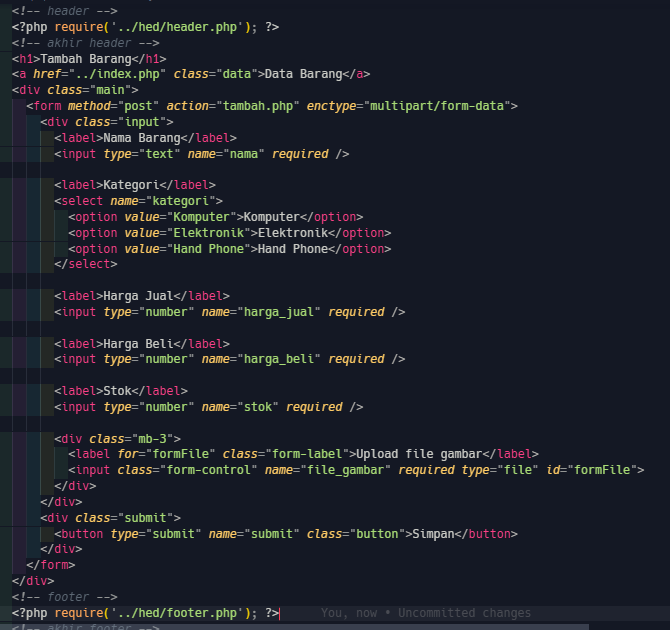 <!-- header -->
<?php require('../hed/header.php'); ?>
<!-- akhir header -->
<h1>Tambah Barang</h1>
<a href="../index.php" class="data">Data Barang</a>
<div class="main">
<form method="post" action="tambah.php" enctype="multipart/form-data">
<div class="input">
<label>Nama Barang</label>
<input type="text" name="nama" required />
<label>Kategori</label>
<select name="kategori">
<option value="Komputer">Komputer</option>
<option value="Elektronik">Elektronik</option>
<option value="Hand Phone">Hand Phone</option>
</select>
<label>Harga Jual</label>
<input type="number" name="harga_jual" required />
<label>Harga Beli</label>
<input type="number" name="harga_beli" required />
<label>Stok</label>
<input type="number" name="stok" required />
<div class="mb-3">
<label for="formFile" class="form-label">Upload file gambar</label>
<input class="form-control" name="file_gambar" required type="file" id="formFile">
</div>
</div>
<div class="submit">
<button type="submit" name="submit" class="button">Simpan</button>
</div>
</form>
</div>
<!-- footer -->
<?php require('../hed/footer.php'); ?> You, now • Uncommitted changes
<!-- akhir footer -->